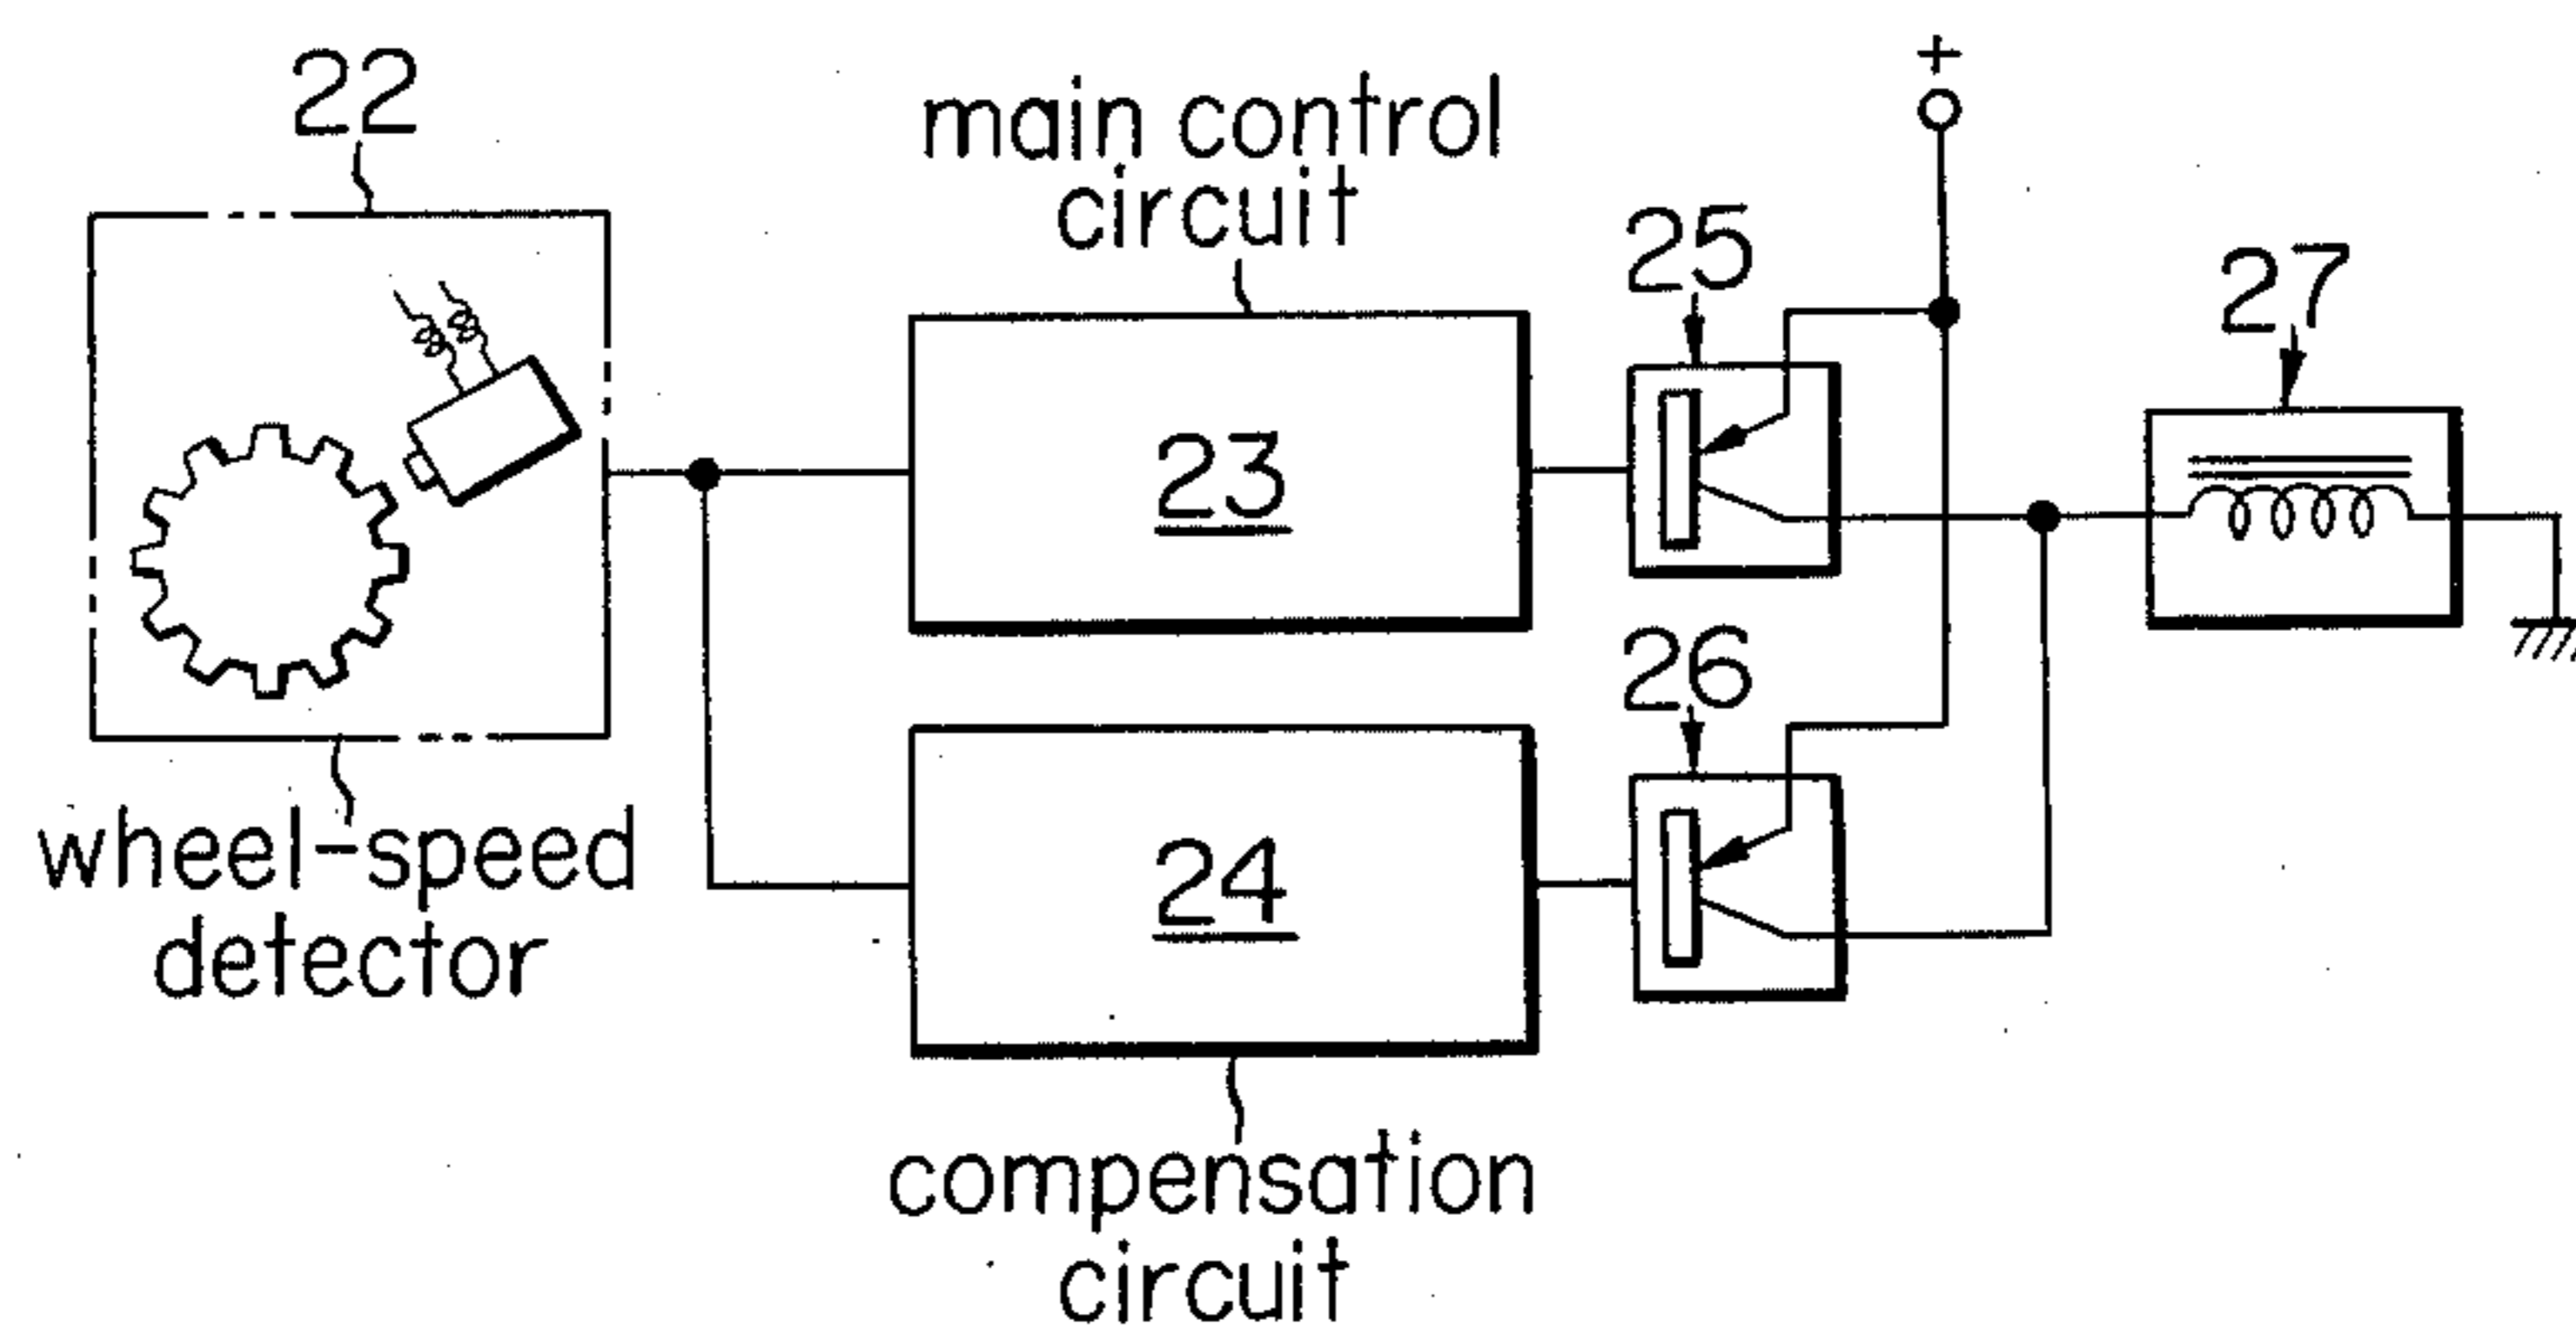 22
wheel-speed
detector
main control
circuit
23
24
compensation
circuit
25
26
+
27